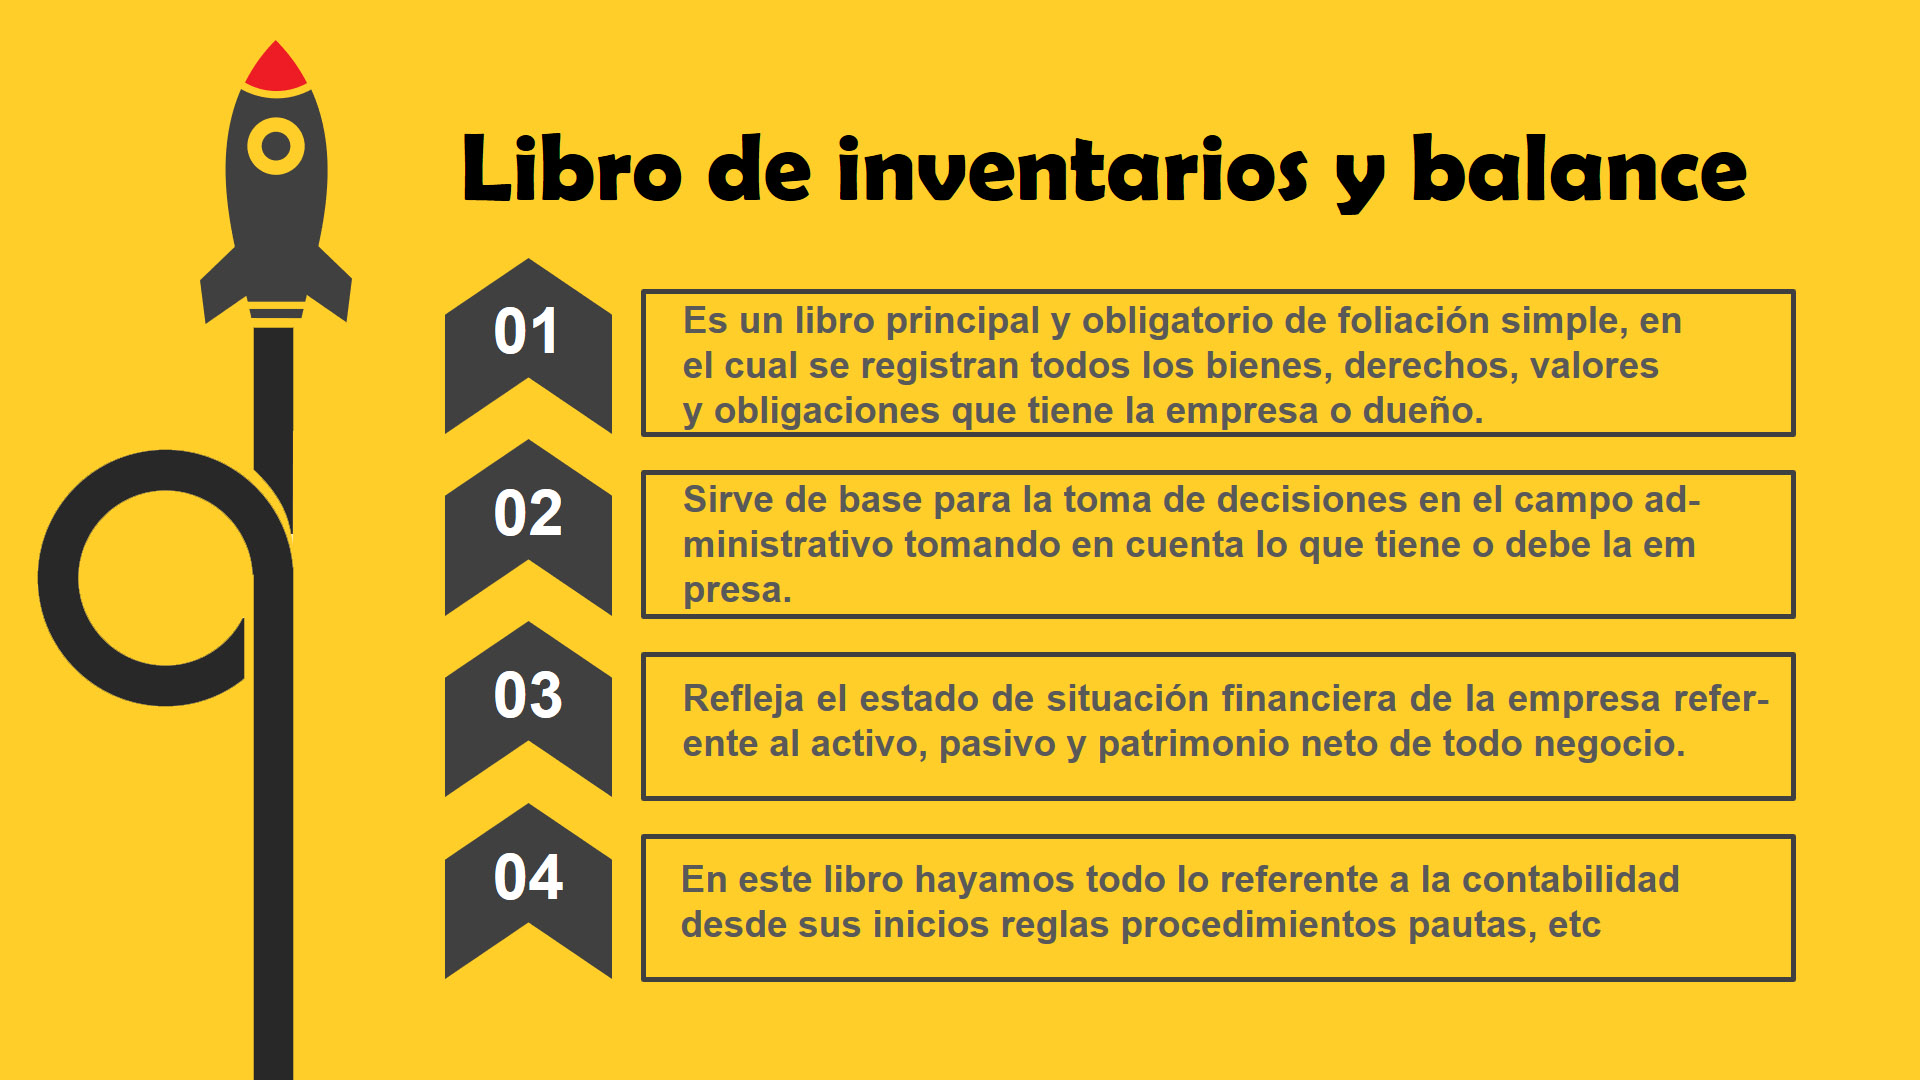 Libro de inventarios y balance
01
Es un libro principal y obligatorio de foliación simple, en
el cual se registran todos los bienes, derechos, valores
y obligaciones que tiene la empresa o dueño.
02
Sirve de base para la toma de decisiones en el campo ad-
ministrativo tomando en cuenta lo que tiene o debe la em
presa.
03
Refleja el estado de situación financiera de la empresa refer-
ente al activo, pasivo y patrimonio neto de todo negocio.
04
En este libro hayamos todo lo referente a la contabilidad
desde sus inicios reglas procedimientos pautas, etc